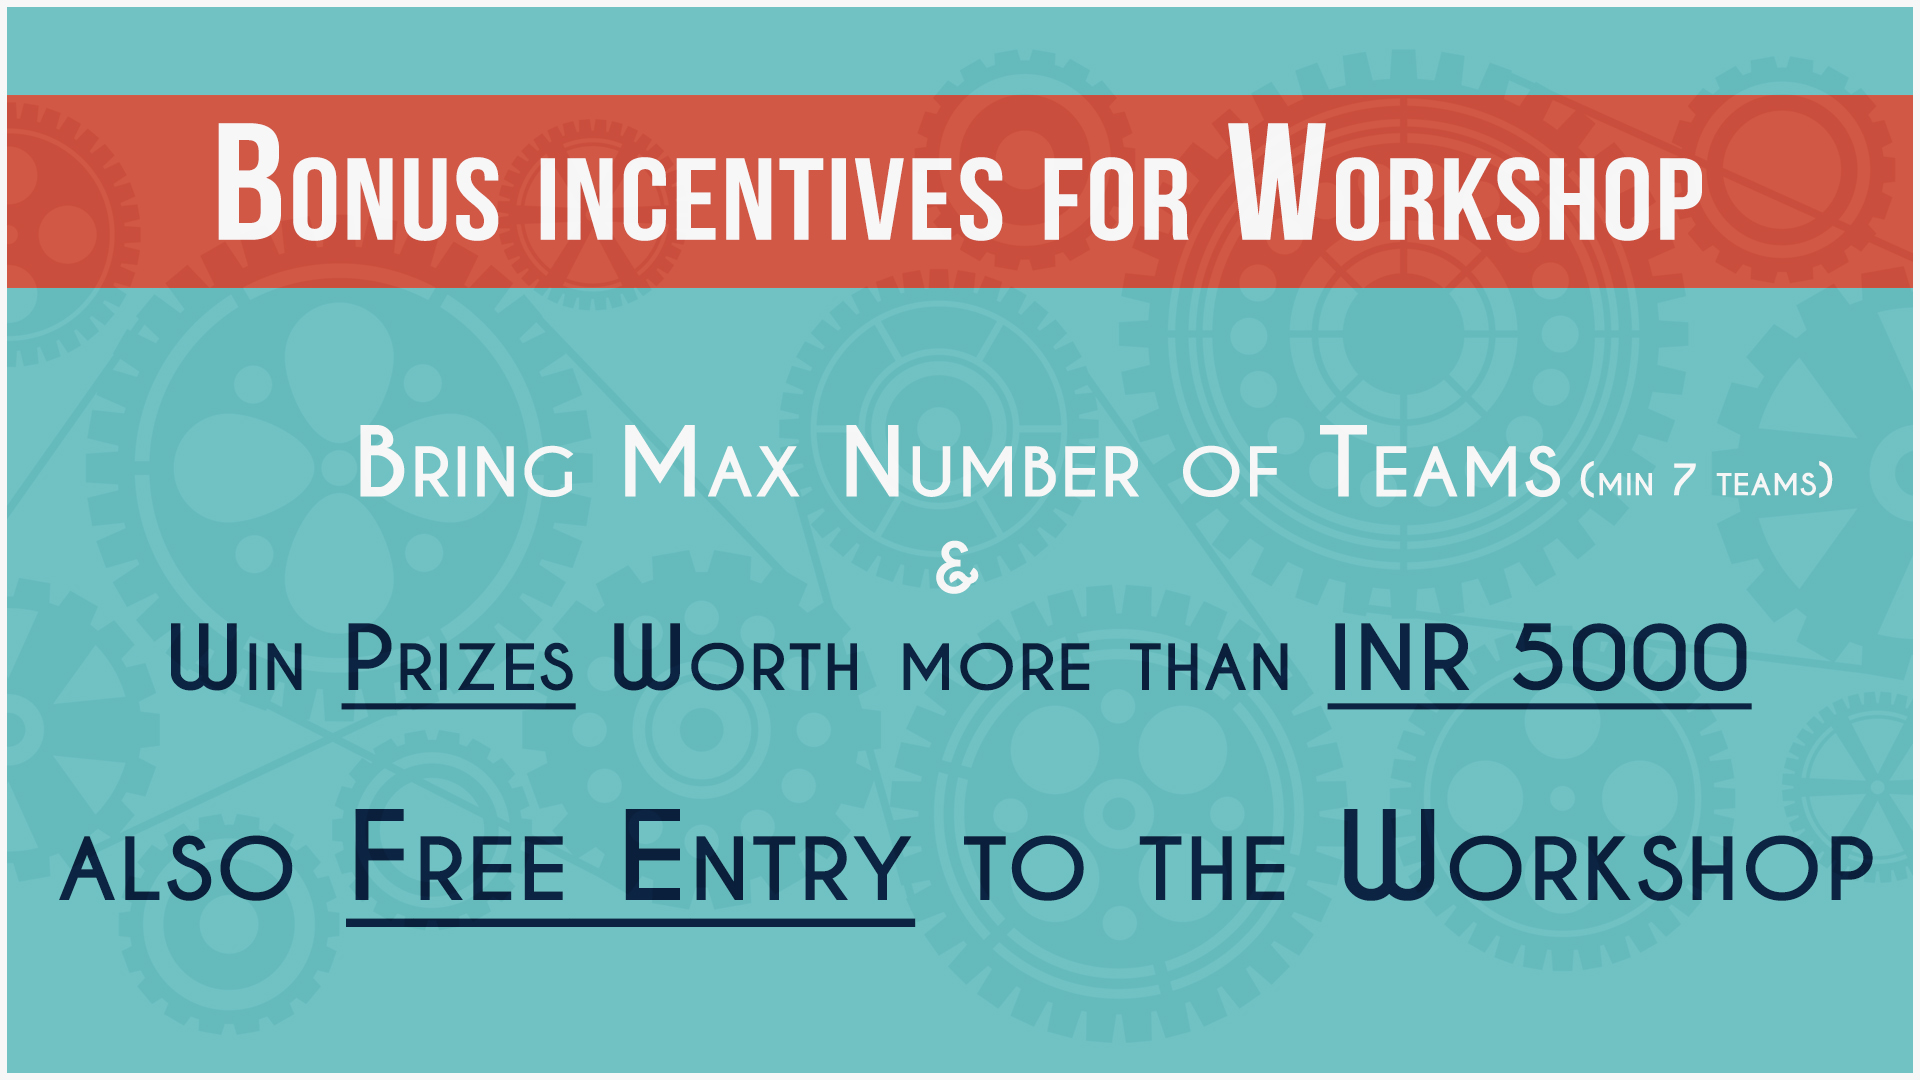 Bonus incentives for Workshop
Bring Max Number of Teams (min 7 teams)
&
Win Prizes Worth more than INR 5000
also Free Entry to the Workshop